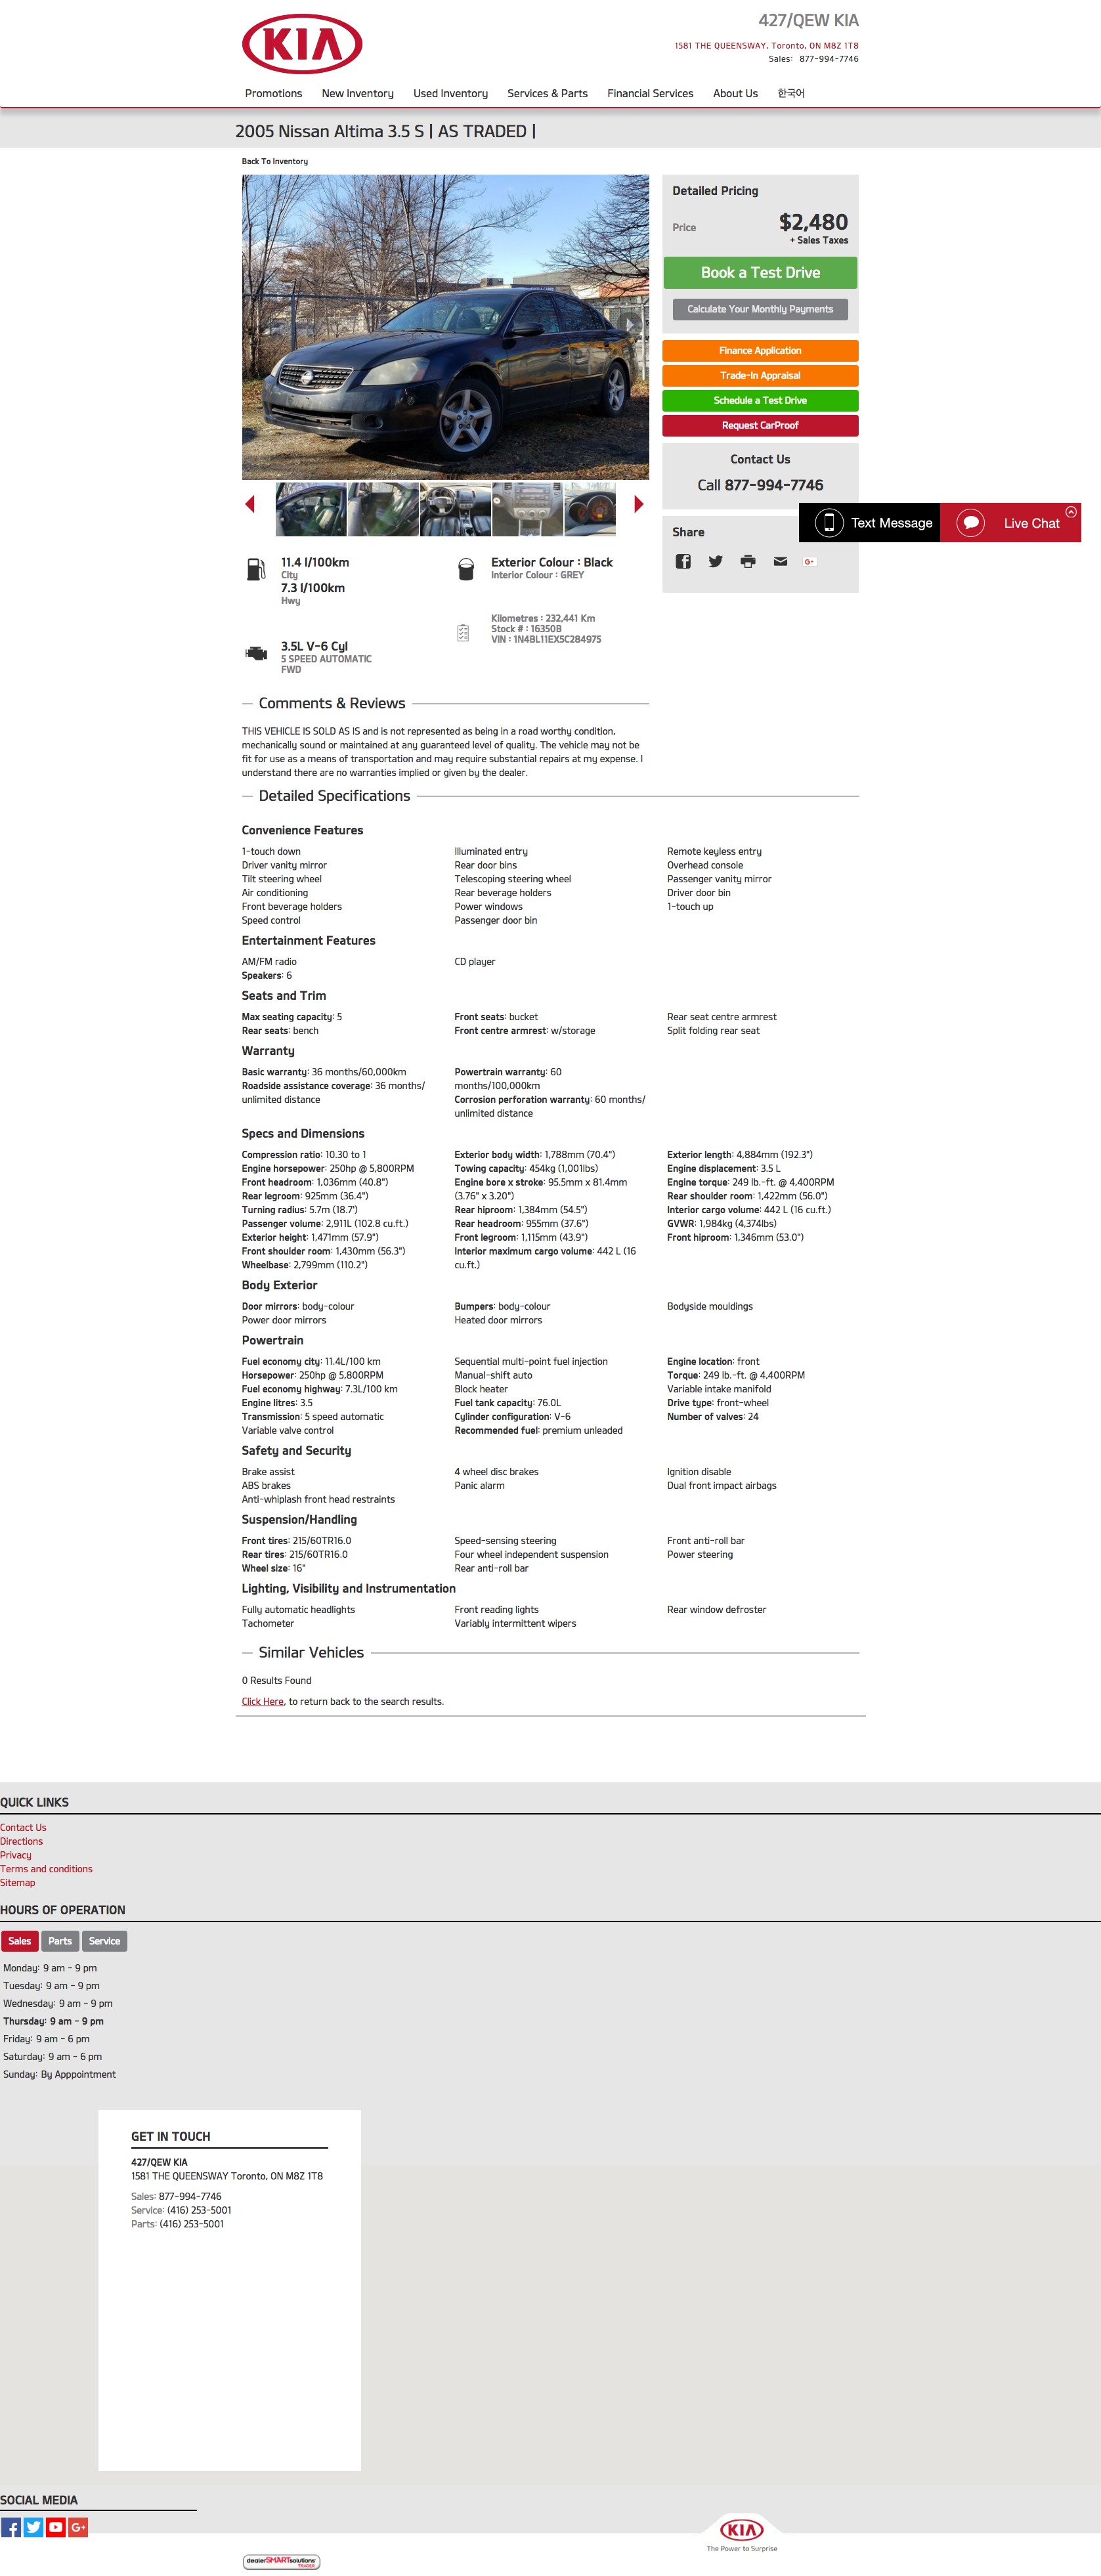 KIA
427/QEW KIA
1581 THE QUEENSWAY, Toronto, ON M8Z 1T8
Sales: 877-994-7746
Promotions New Inventory Used Inventory Services & Parts Financial Services About Us 한국어
2005 Nissan Altima 3.5 S | AS TRADED |
Back To Inventory
Detailed Pricing
Price $2,480
+ Sales Taxes
Book a Test Drive
Calculate Your Monthly Payments
Finance Application
Trade-In Appraisal
Schedule a Test Drive
Request CarProof
Contact Us
Call 877-994-7746
Text Message Live Chat
Share
G+
11.4 l/100km
City
7.3 l/100km
Hwy
Exterior Colour : Black
Interior Colour : GREY
3.5L V-6 Cyl
5 SPEED AUTOMATIC
FWD
Kilometres : 232,441 Km
Stock # : 16350B
VIN : 1N4BL11EX5C284975
Comments & Reviews
THIS VEHICLE IS SOLD AS IS and is not represented as being in a road worthy condition,
mechanically sound or maintained at any guaranteed level of quality. The vehicle may not be
fit for use as a means of transportation and may require substantial repairs at my expense. I
understand there are no warranties implied or given by the dealer.
Detailed Specifications
Convenience Features
1-touch down Illuminated entry Remote keyless entry
Driver vanity mirror Rear door bins Overhead console
Tilt steering wheel Telescoping steering wheel Passenger vanity mirror
Air conditioning Rear beverage holders Driver door bin
Front beverage holders Power windows 1-touch up
Speed control Passenger door bin
Entertainment Features
AM/FM radio CD player
Speakers: 6
Seats and Trim
Max seating capacity: 5 Front seats: bucket Rear seat centre armrest
Rear seats: bench Front centre armrest: w/storage Split folding rear seat
Warranty
Basic warranty: 36 months/60,000km Powertrain warranty: 60
Roadside assistance coverage: 36 months/ months/100,000km
unlimited distance Corrosion perforation warranty: 60 months/
unlimited distance
Specs and Dimensions
Compression ratio: 10.30 to 1 Exterior body width: 1,788mm (70.4") Exterior length: 4,884mm (192.3")
Engine horsepower: 250hp @ 5,800RPM Towing capacity: 454kg (1,001lbs) Engine displacement: 3.5 L
Front headroom: 1,036mm (40.8") Engine bore x stroke: 95.5mm x 81.4mm Engine torque: 249 lb.-ft. @ 4,400RPM
Rear legroom: 925mm (36.4") (3.76" x 3.20") Rear shoulder room: 1,422mm (56.0")
Turning radius: 5.7m (18.7') Rear hiproom: 1,384mm (54.5") Interior cargo volume: 442 L (16 cu.ft.)
Passenger volume: 2,911L (102.8 cu.ft.) Rear headroom: 955mm (37.6") GVWR: 1,984kg (4,374lbs)
Exterior height: 1,471mm (57.9") Front legroom: 1,115mm (43.9") Front hiproom: 1,346mm (53.0")
Front shoulder room: 1,430mm (56.3") Interior maximum cargo volume: 442 L (16
Wheelbase: 2,799mm (110.2") cu.ft.)
Body Exterior
Door mirrors: body-colour Bumpers: body-colour Bodyside mouldings
Power door mirrors Heated door mirrors
Powertrain
Fuel economy city: 11.4L/100 km Sequential multi-point fuel injection Engine location: front
Horsepower: 250hp @ 5,800RPM Manual-shift auto Torque: 249 lb.-ft. @ 4,400RPM
Fuel economy highway: 7.3L/100 km Block heater Variable intake manifold
Engine litres: 3.5 Fuel tank capacity: 76.0L Drive type: front-wheel
Transmission: 5 speed automatic Cylinder configuration: V-6 Number of valves: 24
Variable valve control Recommended fuel: premium unleaded
Safety and Security
Brake assist 4 wheel disc brakes Ignition disable
ABS brakes Panic alarm Dual front impact airbags
Anti-whiplash front head restraints
Suspension/Handling
Front tires: 215/60TR16.0 Speed-sensing steering Front anti-roll bar
Rear tires: 215/60TR16.0 Four wheel independent suspension Power steering
Wheel size: 16" Rear anti-roll bar
Lighting, Visibility and Instrumentation
Fully automatic headlights Front reading lights Rear window defroster
Tachometer Variably intermittent wipers
Similar Vehicles
0 Results Found
Click Here, to return back to the search results.
QUICK LINKS
Contact Us
Directions
Privacy
Terms and conditions
Sitemap
HOURS OF OPERATION
Sales Parts Service
Monday: 9 am - 9 pm
Tuesday: 9 am - 9 pm
Wednesday: 9 am - 9 pm
Thursday: 9 am - 9 pm
Friday: 9 am - 6 pm
Saturday: 9 am - 6 pm
Sunday: By Apppointment
GET IN TOUCH
427/QEW KIA
1581 THE QUEENSWAY Toronto, ON M8Z 1T8
Sales: 877-994-7746
Service: (416) 253-5001
Parts: (416) 253-5001
SOCIAL MEDIA
G+
KIA
The Power to Surprise
dealerSMARTsolutions
TRADER